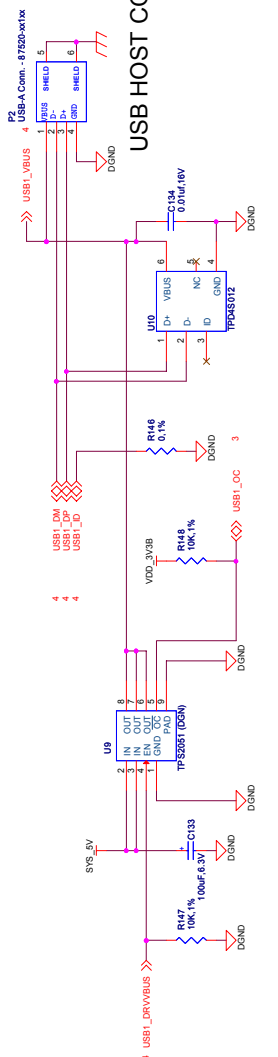 P2
USB-A Conn. - 87520-xx1xx
5
SHIELD
6
SHIELD
VBUS
D-
D+
GND
1
2
3
4
4
USB1_VBUS
DGND
USB HOST CO
C134
0.01uf,16V
DGND
U10
1
D+
2
D-
3
ID
6
VBUS
5
NC
4
GND
TPD4S012
4
USB1_DM
4
USB1_DP
4
USB1_ID
R146
0,1%
DGND
USB1_OC
3
VDD_3V3B
R148
10K,1%
U9
2
IN
3
IN
4
EN
1
GND
8
OUT
7
OUT
6
OUT
5
OC
9
PAD
TPS2051 (DGN)
DGND
DGND
SYS_5V
+
C133
100uF,6.3V
DGND
R147
10K,1%
DGND
USB1_DRVVBUS